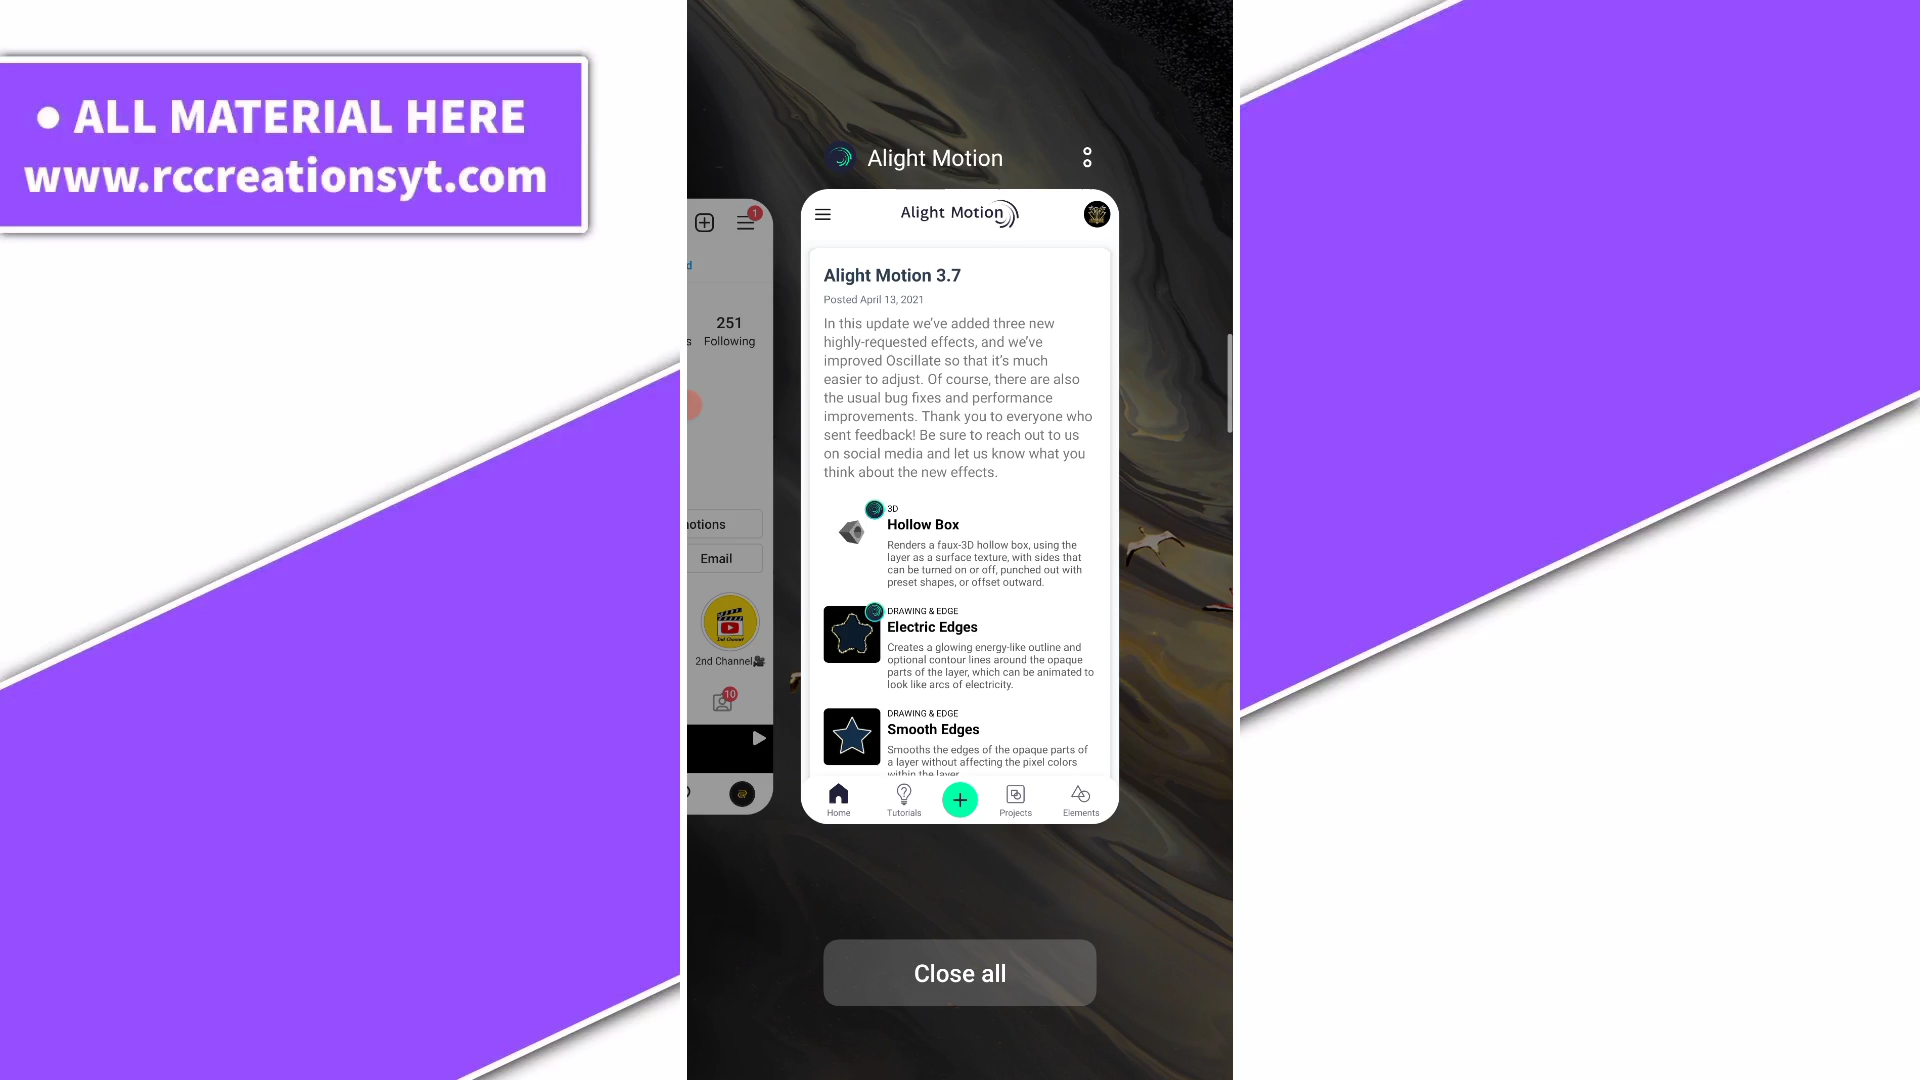 ● ALL MATERIAL HERE
www.rccreationsyt.com
Alight Motion
1
d
251
s Following
otions
Email
2nd Channel
2nd Channel🎥
10
Alight Motion
Alight Motion 3.7
Posted April 13, 2021
In this update we've added three new
highly-requested effects, and we've
improved Oscillate so that it's much
easier to adjust. Of course, there are also
the usual bug fixes and performance
improvements. Thank you to everyone who
sent feedback! Be sure to reach out to us
on social media and let us know what you
think about the new effects.
3D
Hollow Box
Renders a faux-3D hollow box, using the
layer as a surface texture, with sides that
can be turned on or off, punched out with
preset shapes, or offset outward.
DRAWING & EDGE
Electric Edges
Creates a glowing energy-like outline and
optional contour lines around the opaque
parts of the layer, which can be animated to
look like arcs of electricity.
DRAWING & EDGE
Smooth Edges
Smooths the edges of the opaque parts of
a layer without affecting the pixel colors
within the layer
Home
Tutorials
Projects
Elements
Close all